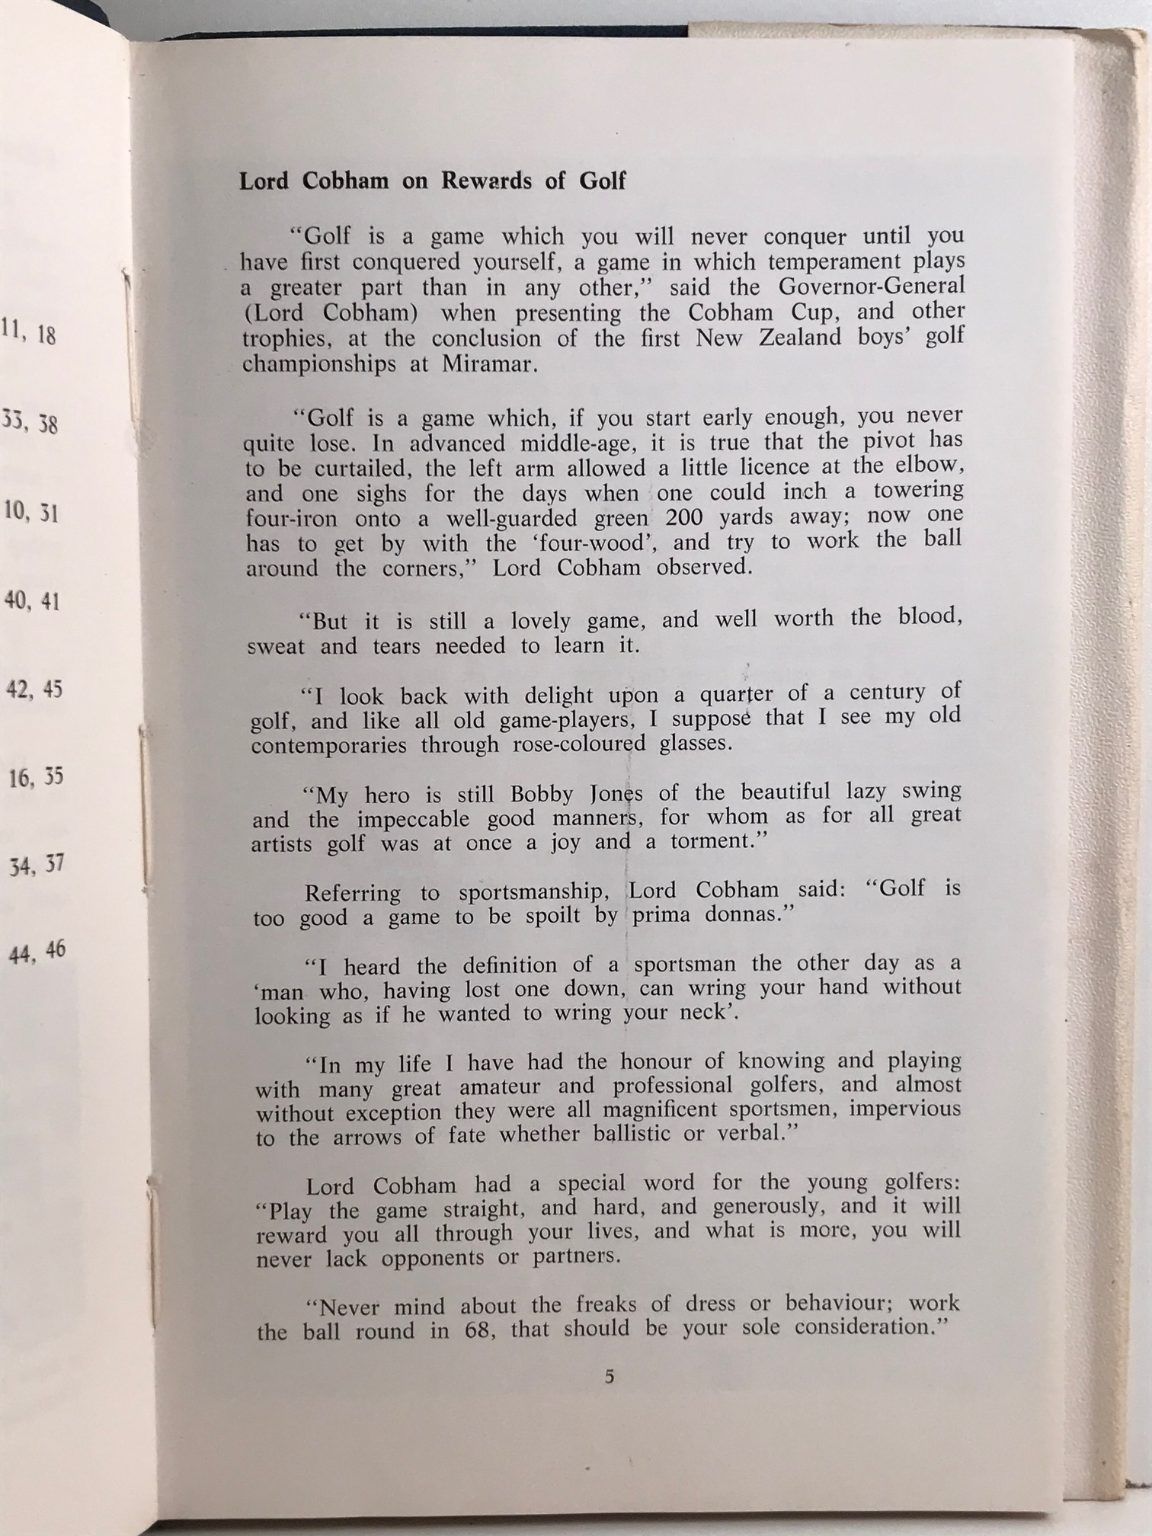 11, 18
33, 38
10, 31
40, 41
42, 45
16, 35
34, 37
44, 46
Lord Cobham on Rewards of Golf
“Golf is a game which you will never conquer until you
have first conquered yourself, a game in which temperament plays
a greater part than in any other,” said the Governor-General
(Lord Cobham) when presenting the Cobham Cup, and other
trophies, at the conclusion of the first New Zealand boys’ golf
championships at Miramar.
“Golf is a game which, if you start early enough, you never
quite lose. In advanced middle-age, it is true that the pivot has
to be curtailed, the left arm allowed a little licence at the elbow,
and one sighs for the days when one could inch a towering
four-iron onto a well-guarded green 200 yards away; now one
has to get by with the ‘four-wood’, and try to work the ball
around the corners,” Lord Cobham observed.
“But it is still a lovely game, and well worth the blood,
sweat and tears needed to learn it.
“I look back with delight upon a quarter of a century of
golf, and like all old game-players, I suppose that I see my old
contemporaries through rose-coloured glasses.
“My hero is still Bobby Jones of the beautiful lazy swing
and the impeccable good manners, for whom as for all great
artists golf was at once a joy and a torment.”
Referring to sportsmanship, Lord Cobham said: “Golf is
too good a game to be spoilt by prima donnas.”
“I heard the definition of a sportsman the other day as a
‘man who, having lost one down, can wring your hand without
looking as if he wanted to wring your neck’.
“In my life I have had the honour of knowing and playing
with many great amateur and professional golfers, and almost
without exception they were all magnificent sportsmen, impervious
to the arrows of fate whether ballistic or verbal.”
Lord Cobham had a special word for the young golfers:
“Play the game straight, and hard, and generously, and it will
reward you all through your lives, and what is more, you will
never lack opponents or partners.
“Never mind about the freaks of dress or behaviour; work
the ball round in 68, that should be your sole consideration.”
5